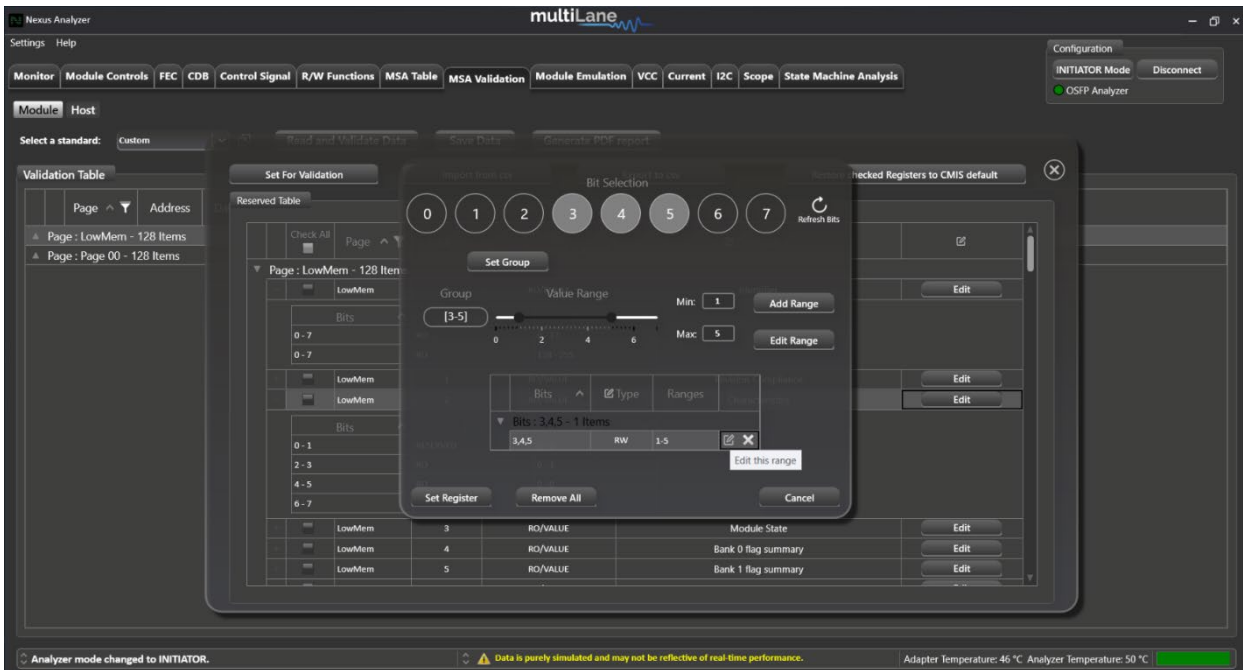 Nexus Analyzer
multiLane
Settings Help
Configuration
INITIATOR Mode Disconnect
OSFP Analyzer
Monitor Module Controls FEC CDB Control Signal R/W Functions MSA Table MSA Validation Module Emulation VCC Current I2C Scope State Machine Analysis
Module Host
Select a standard: Custom Read and Validate Data Save Data Generate PDF report
Validation Table
Page Address
Page : LowMem - 128 Items
Page : Page 00 - 128 Items
Set For Validation checked Registers to CMIS default
Reserved Table
Check All Page
Page : LowMem - 128 Item
LowMem Edit
Bits
0 - 7
0 - 7
LowMem Edit
LowMem Edit
Bits
0 - 1
2 - 3
4 - 5
6 - 7
LowMem 3 RO/VALUE Module State Edit
LowMem 4 RO/VALUE Bank 0 flag summary Edit
LowMem 5 RO/VALUE Bank 1 flag summary Edit
Bit Selection
0 1 2 3 4 5 6 7 Refresh Bits
Set Group
Group Value Range
[3-5] Min: 1 Add Range
0 2 4 6 Max: 5 Edit Range
Bits Type Ranges
Bits : 3,4,5 - 1 Items
3,4,5 RW 1-5
Edit this range
Set Register Remove All Cancel
Analyzer mode changed to INITIATOR. Data is purely simulated and may not be reflective of real-time performance. Adapter Temperature: 46 °C Analyzer Temperature: 50 °C